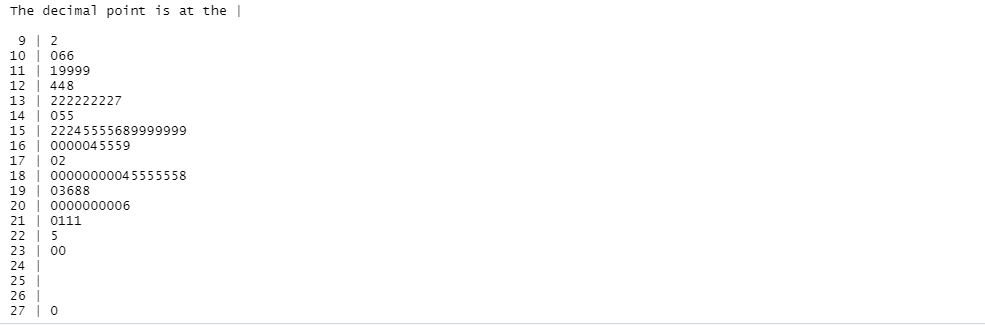 The decimal point is at the |
9 | 2
10 | 066
11 | 19999
12 | 448
13 | 222222227
14 | 055
15 | 22245555689999999
16 | 0000045559
17 | 02
18 | 00000000045555558
19 | 03688
20 | 0000000006
21 | 0111
22 | 5
23 | 00
24 |
25 |
26 |
27 | 0